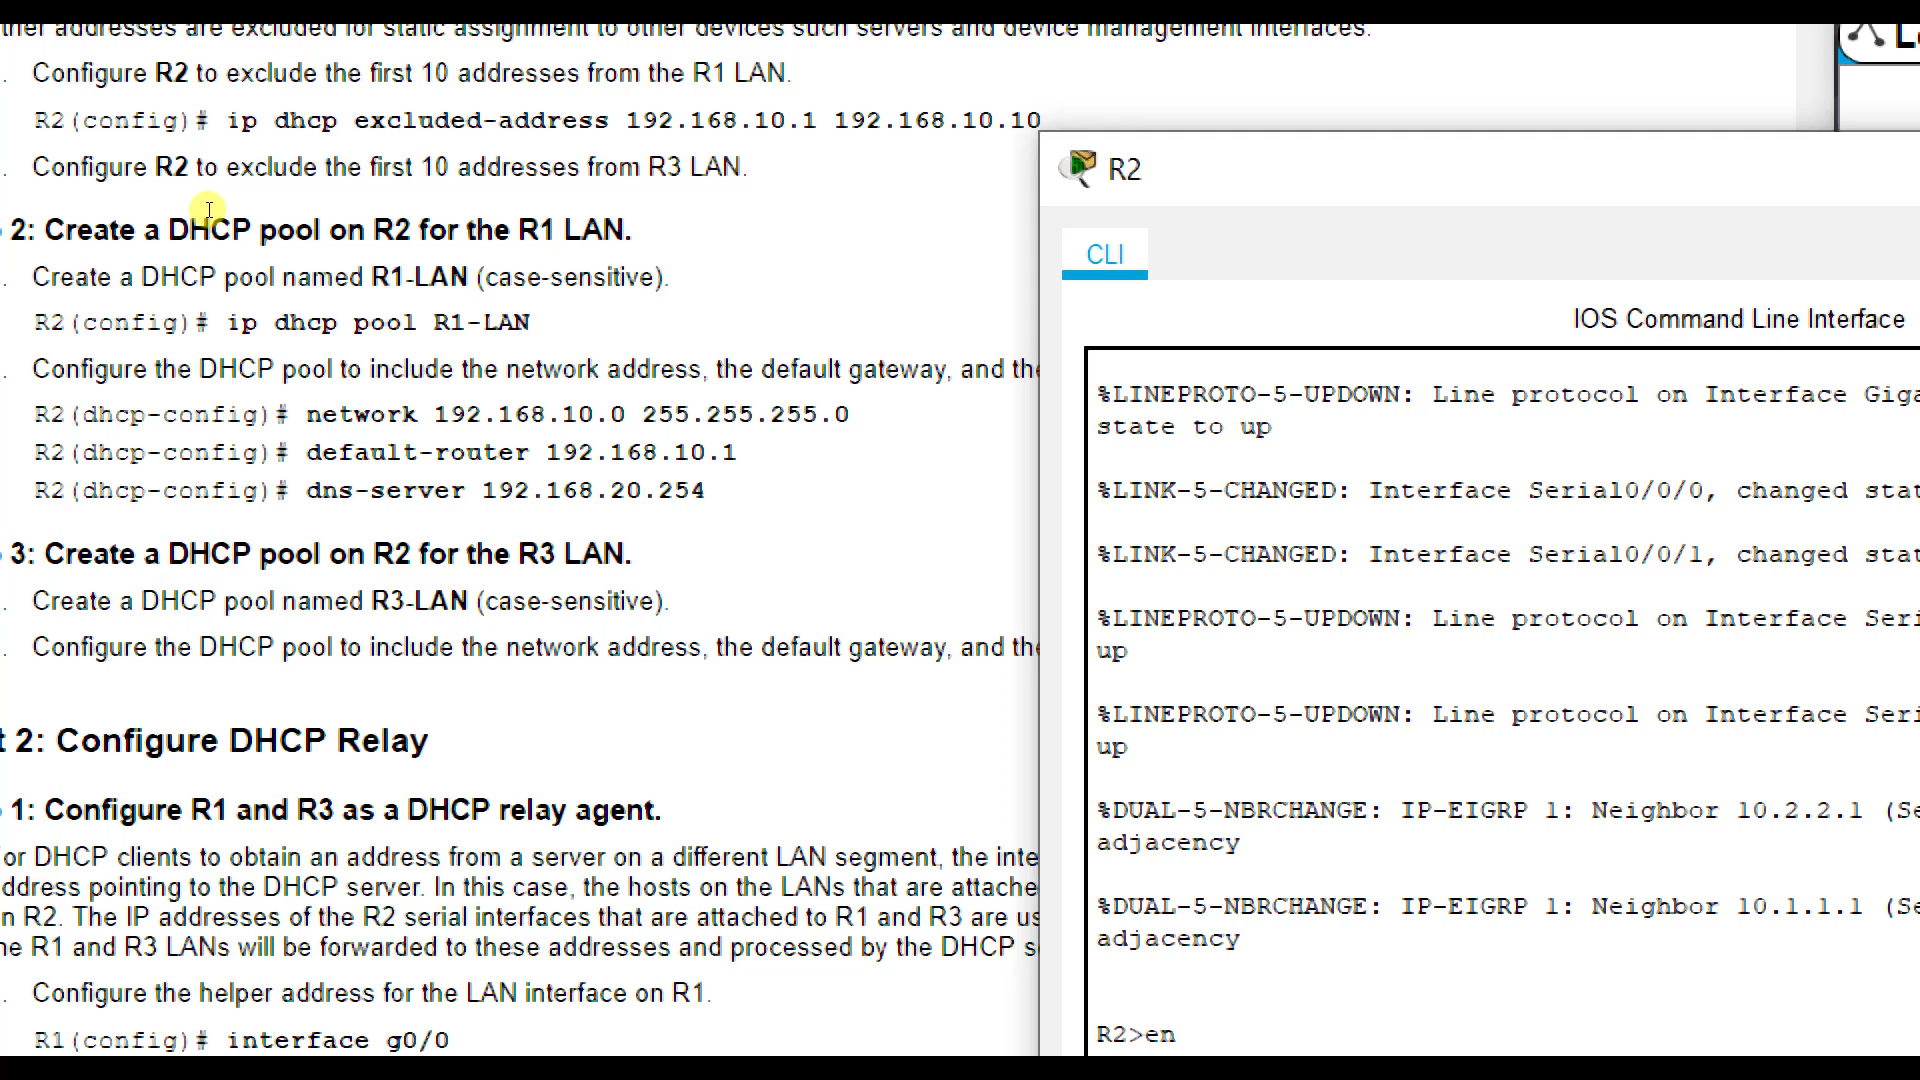 ther addresses are excluded for static assignment to other devices such servers and device management interfaces.
. Configure R2 to exclude the first 10 addresses from the R1 LAN.
R2(config)# ip dhcp excluded-address 192.168.10.1 192.168.10.10
. Configure R2 to exclude the first 10 addresses from R3 LAN.
2: Create a DHCP pool on R2 for the R1 LAN.
. Create a DHCP pool named R1-LAN (case-sensitive).
R2(config)# ip dhcp pool R1-LAN
. Configure the DHCP pool to include the network address, the default gateway, and the
R2(dhcp-config)# network 192.168.10.0 255.255.255.0
R2(dhcp-config)# default-router 192.168.10.1
R2(dhcp-config)# dns-server 192.168.20.254
3: Create a DHCP pool on R2 for the R3 LAN.
. Create a DHCP pool named R3-LAN (case-sensitive).
. Configure the DHCP pool to include the network address, the default gateway, and the
t 2: Configure DHCP Relay
1: Configure R1 and R3 as a DHCP relay agent.
or DHCP clients to obtain an address from a server on a different LAN segment, the inte
ddress pointing to the DHCP server. In this case, the hosts on the LANs that are attache
n R2. The IP addresses of the R2 serial interfaces that are attached to R1 and R3 are us
he R1 and R3 LANs will be forwarded to these addresses and processed by the DHCP s
. Configure the helper address for the LAN interface on R1.
R1(config)# interface g0/0
R2
CLI
IOS Command Line Interface
%LINEPROTO-5-UPDOWN: Line protocol on Interface Giga
state to up
%LINK-5-CHANGED: Interface Serial0/0/0, changed stat
%LINK-5-CHANGED: Interface Serial0/0/1, changed stat
%LINEPROTO-5-UPDOWN: Line protocol on Interface Seri
up
%LINEPROTO-5-UPDOWN: Line protocol on Interface Seri
up
%DUAL-5-NBRCHANGE: IP-EIGRP 1: Neighbor 10.2.2.1 (Se
adjacency
%DUAL-5-NBRCHANGE: IP-EIGRP 1: Neighbor 10.1.1.1 (Se
adjacency
R2>en